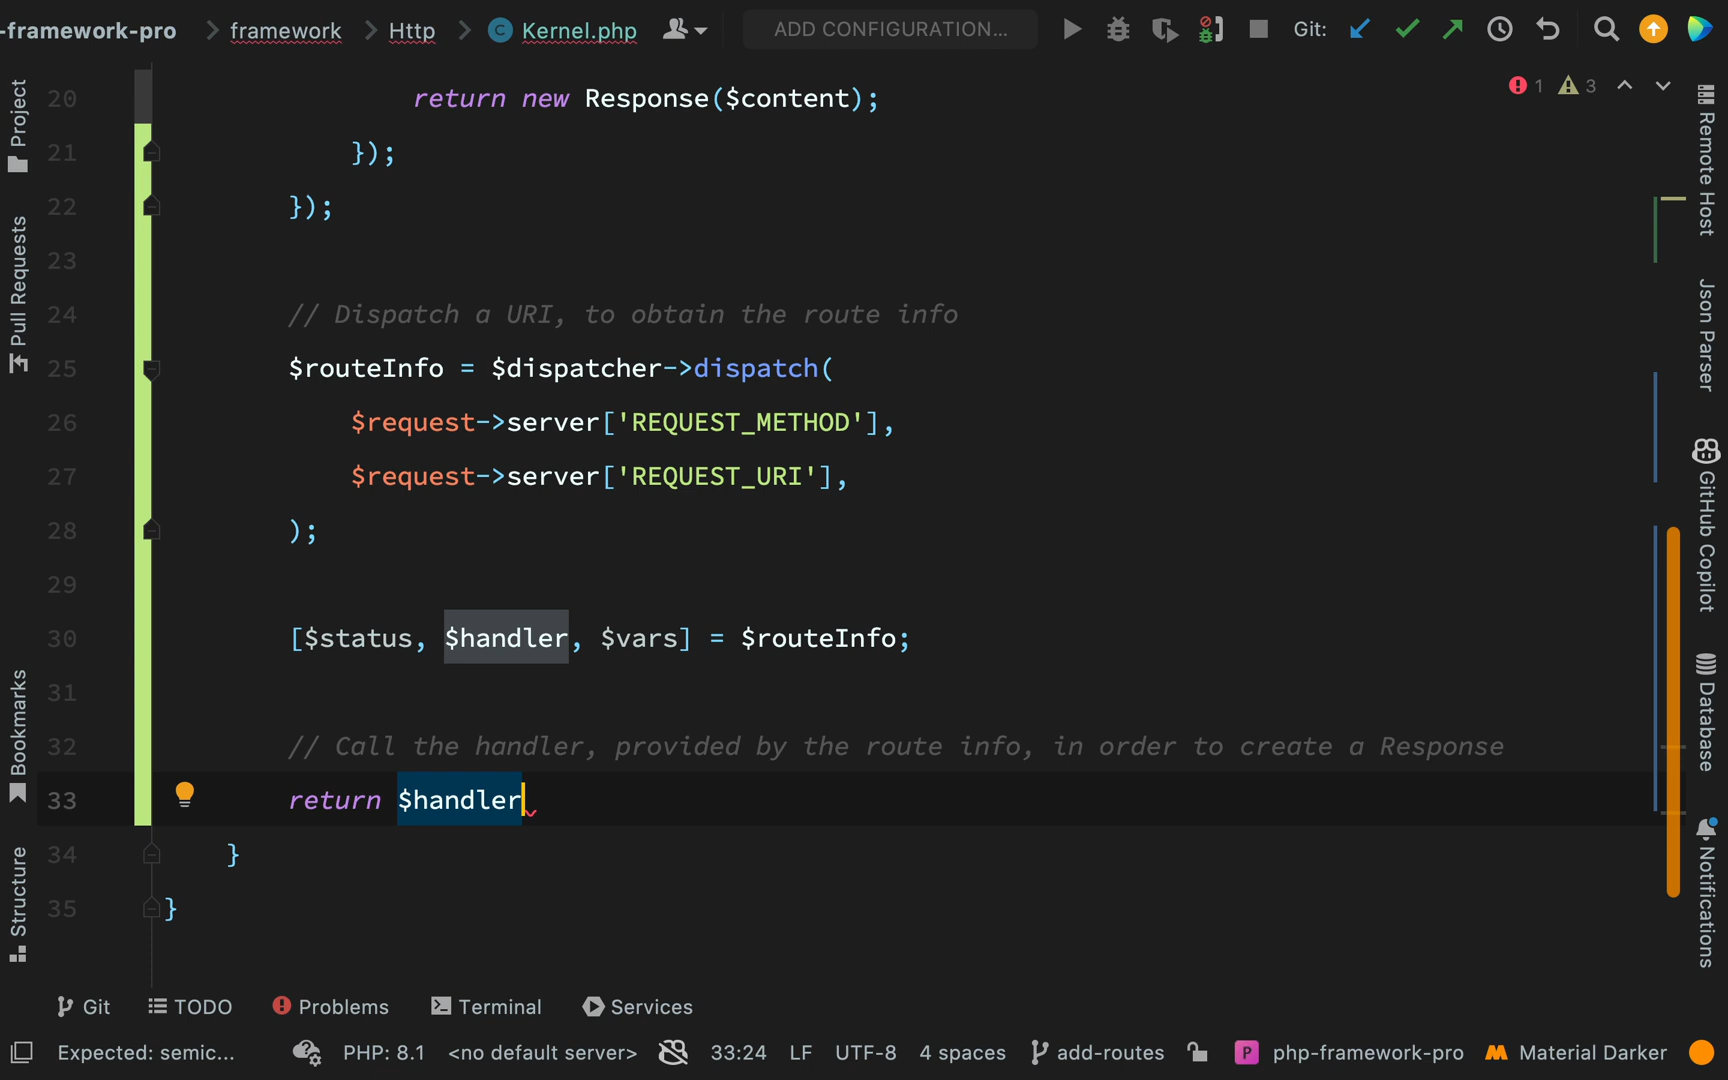 -framework-pro > framework > Http > C Kernel.php ADD CONFIGURATION... Git:
1 3
20 return new Response($content);
21 });
22 });
23
24 // Dispatch a URI, to obtain the route info
25 $routeInfo = $dispatcher->dispatch(
26 $request->server['REQUEST_METHOD'],
27 $request->server['REQUEST_URI'],
28 );
29
30 [$status, $handler, $vars] = $routeInfo;
31
32 // Call the handler, provided by the route info, in order to create a Response
33 return $handler
34 }
35 }
Project
Pull Requests
Bookmarks
Structure
Remote Host
Json Parser
GitHub Copilot
Database
Notifications
Git TODO Problems Terminal Services
Expected: semic... PHP: 8.1 <no default server> 33:24 LF UTF-8 4 spaces add-routes P php-framework-pro Material Darker